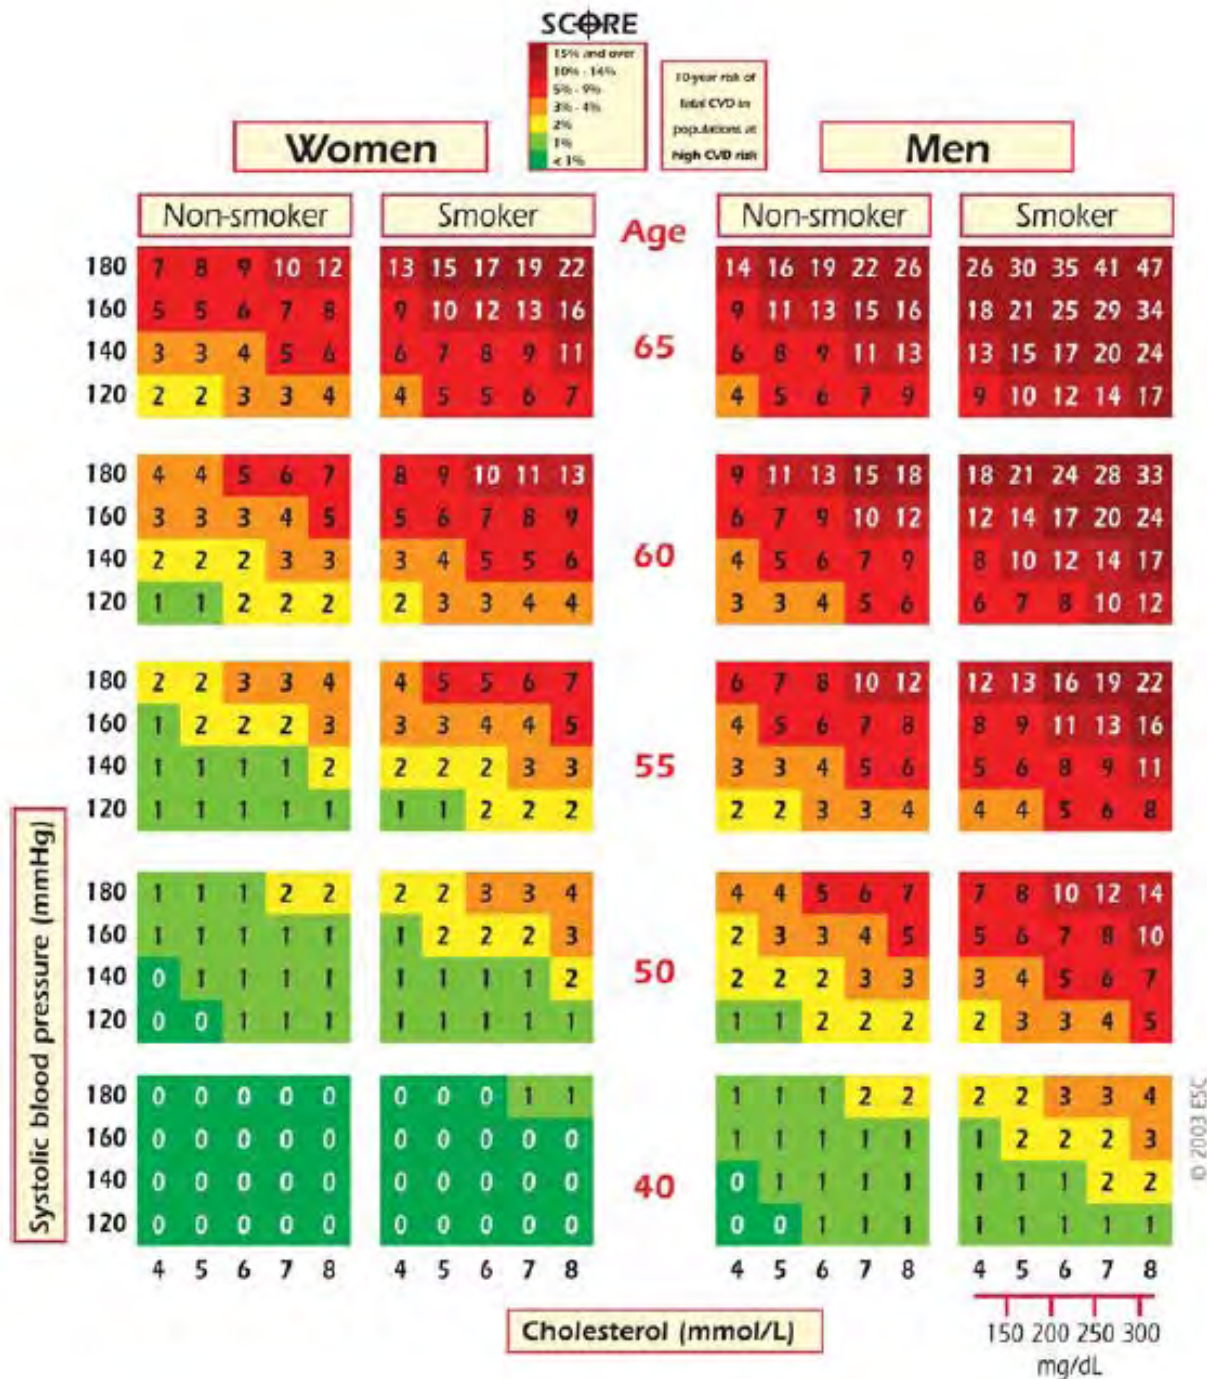 SCORE
15% and over
10% - 14%
5% - 9%
3% - 4%
2%
1%
< 1%
10-year risk of
fatal CVD in
populations at
high CVD risk
Women
Men
Non-smoker Smoker Age Non-smoker Smoker
180 7 8 9 10 12 13 15 17 19 22 14 16 19 22 26 26 30 35 41 47
160 5 5 6 7 8 9 10 12 13 16 9 11 13 15 16 18 21 25 29 34
65
140 3 3 4 5 6 6 7 8 9 11 6 8 9 11 13 13 15 17 20 24
120 2 2 3 3 4 4 5 5 6 7 4 5 6 7 9 9 10 12 14 17
180 4 4 5 6 7 8 9 10 11 13 9 11 13 15 18 18 21 24 28 33
160 3 3 3 4 5 5 6 7 8 9 6 7 9 10 12 12 14 17 20 24
60
140 2 2 2 3 3 3 4 5 5 6 4 5 6 7 9 8 10 12 14 17
120 1 1 2 2 2 2 3 3 4 4 3 3 4 5 6 6 7 8 10 12
180 2 2 3 3 4 4 5 5 6 7 6 7 8 10 12 12 13 16 19 22
160 1 2 2 2 3 3 3 4 4 5 4 5 6 7 8 8 9 11 13 16
55
140 1 1 1 1 2 2 2 2 3 3 3 3 4 5 6 5 6 8 9 11
120 1 1 1 1 1 1 1 2 2 2 2 2 3 3 4 4 4 5 6 8
180 1 1 1 2 2 2 2 3 3 4 4 4 5 6 7 7 8 10 12 14
160 1 1 1 1 1 1 2 2 2 3 2 3 3 4 5 5 6 7 8 10
50
140 0 1 1 1 1 1 1 1 1 2 2 2 2 3 3 3 4 5 6 7
120 0 0 1 1 1 1 1 1 1 1 1 1 2 2 2 2 3 3 4 5
180 0 0 0 0 0 0 0 0 1 1 1 1 1 2 2 2 2 3 3 4
160 0 0 0 0 0 0 0 0 0 0 1 1 1 1 1 1 2 2 2 3
40
140 0 0 0 0 0 0 0 0 0 0 0 1 1 1 1 1 1 1 2 2
120 0 0 0 0 0 0 0 0 0 0 0 0 1 1 1 1 1 1 1 1
4 5 6 7 8 4 5 6 7 8 4 5 6 7 8 4 5 6 7 8
Systolic blood pressure (mmHg)
Cholesterol (mmol/L)
150 200 250 300
mg/dL
© 2003 ESC